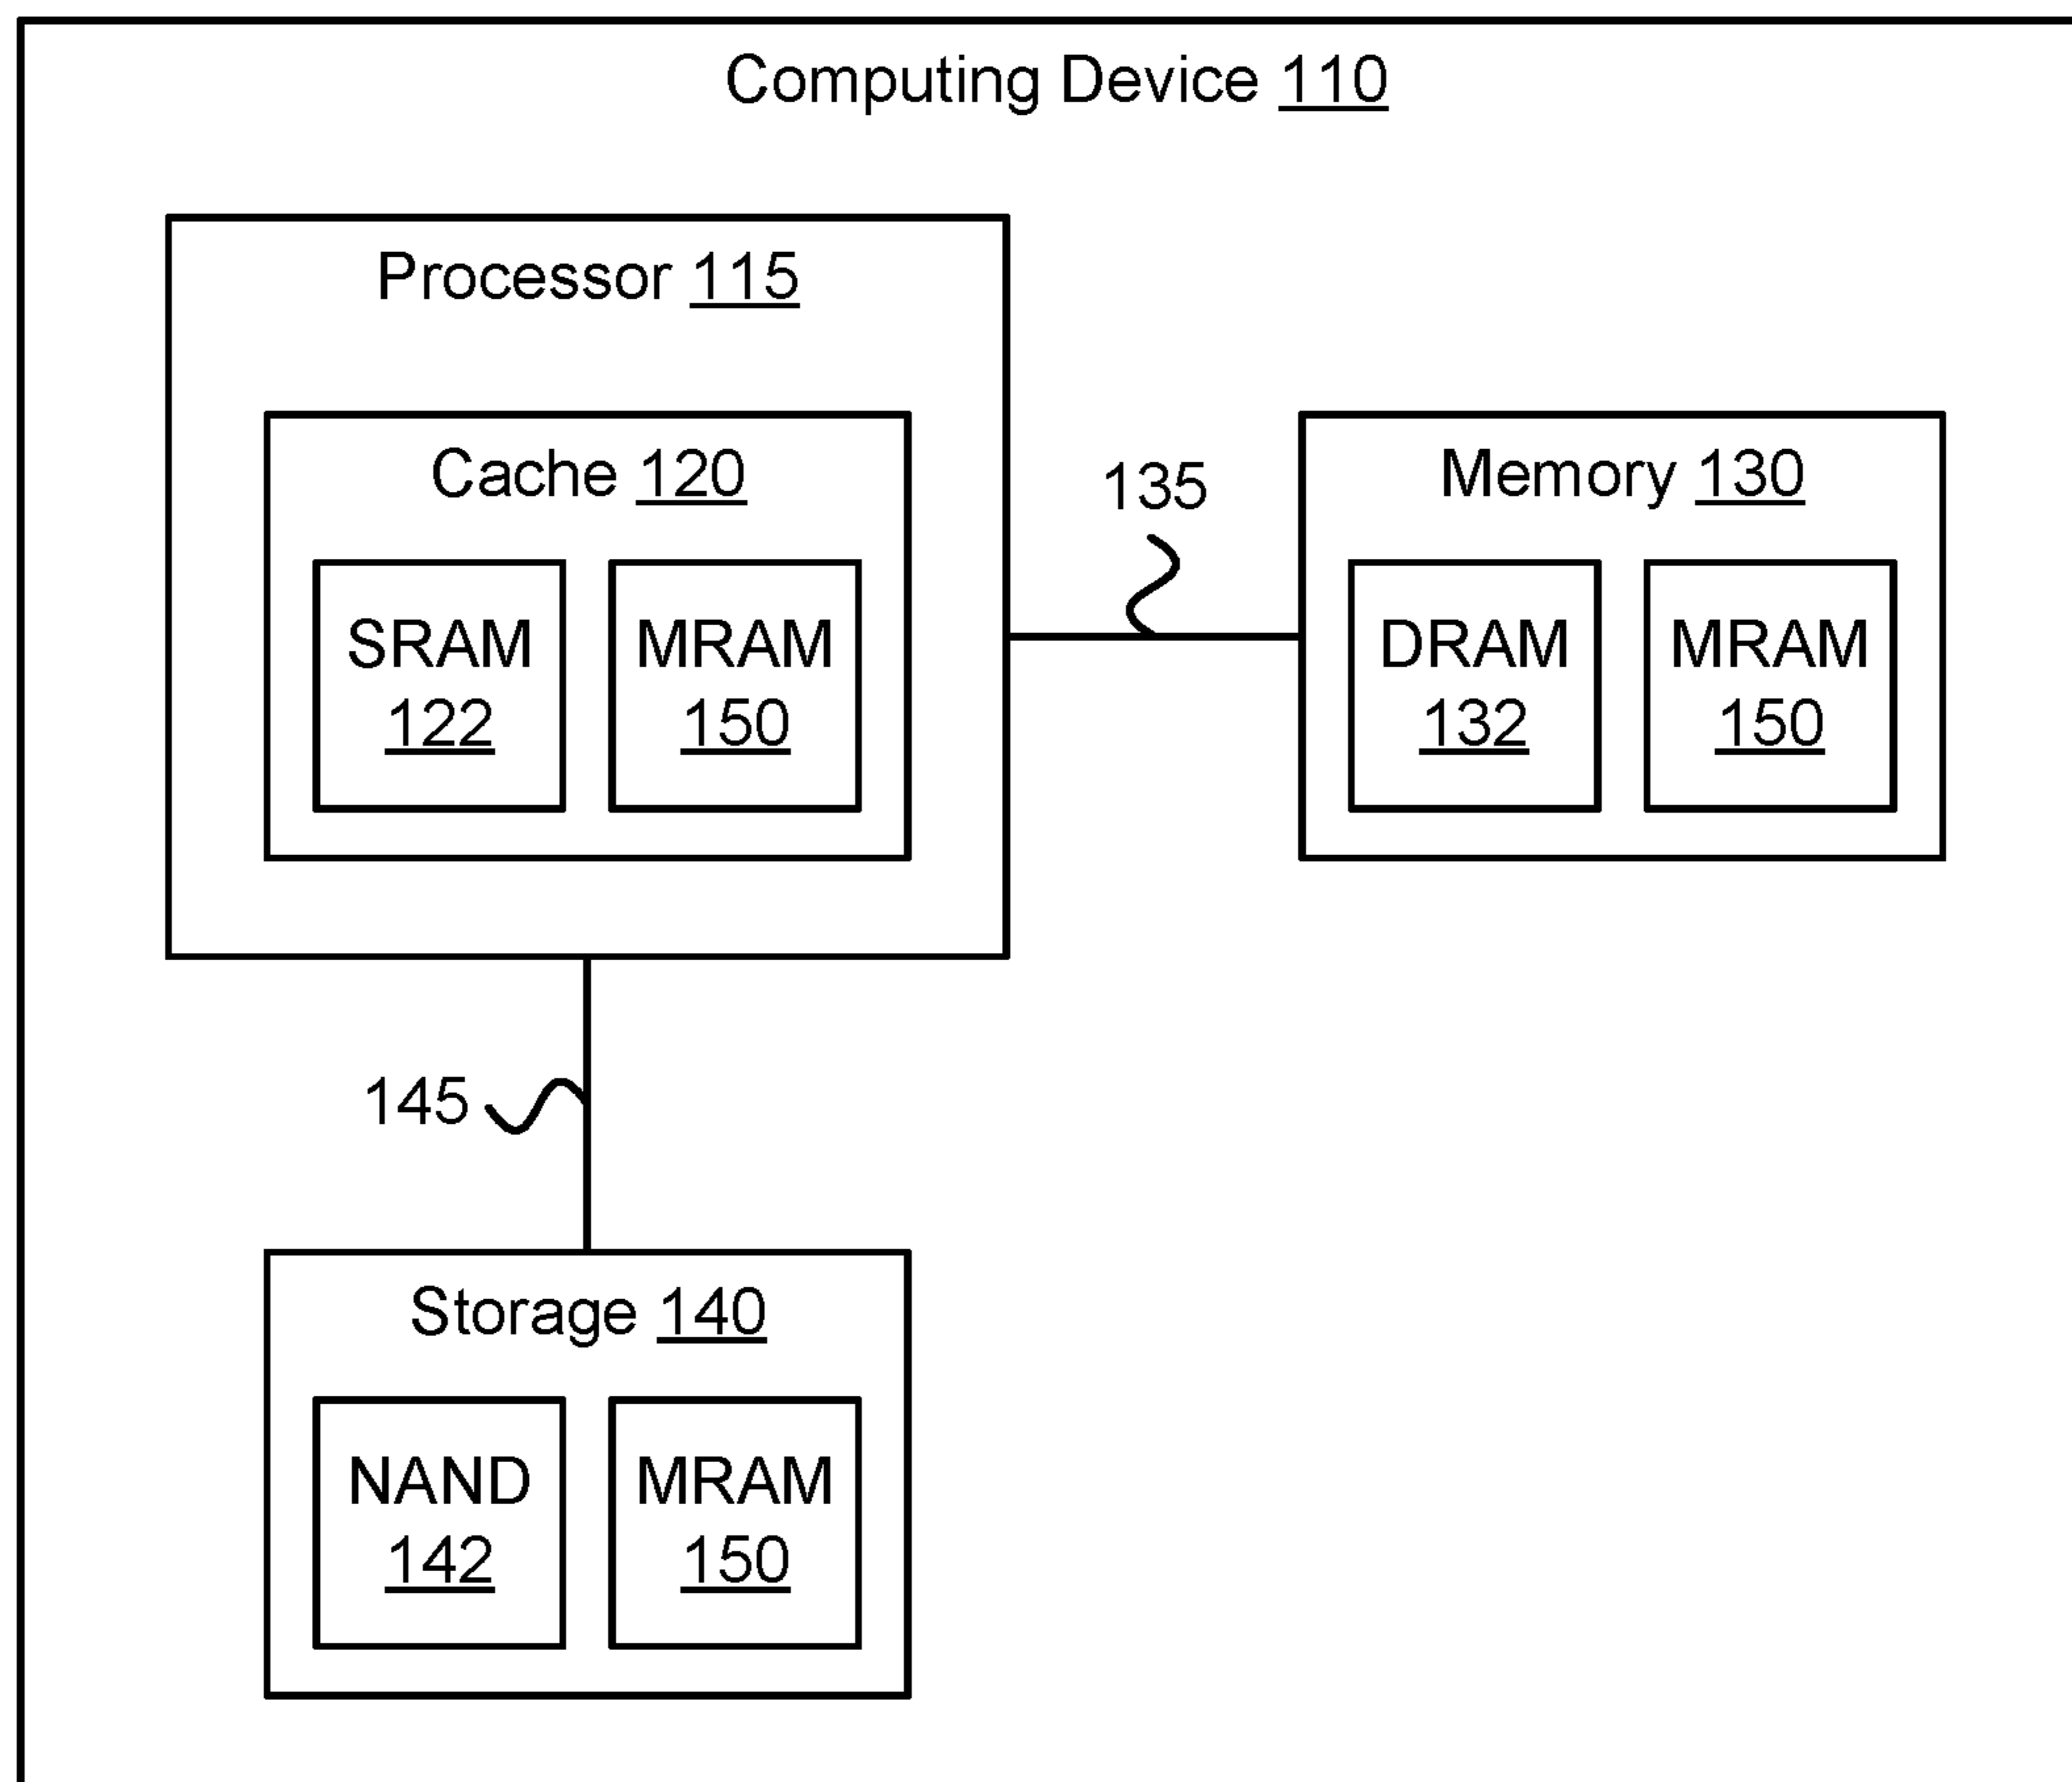 Computing Device 110
Processor 115
Cache 120
SRAM
122
MRAM
150
135
Memory 130
DRAM
132
MRAM
150
145
Storage 140
NAND
142
MRAM
150